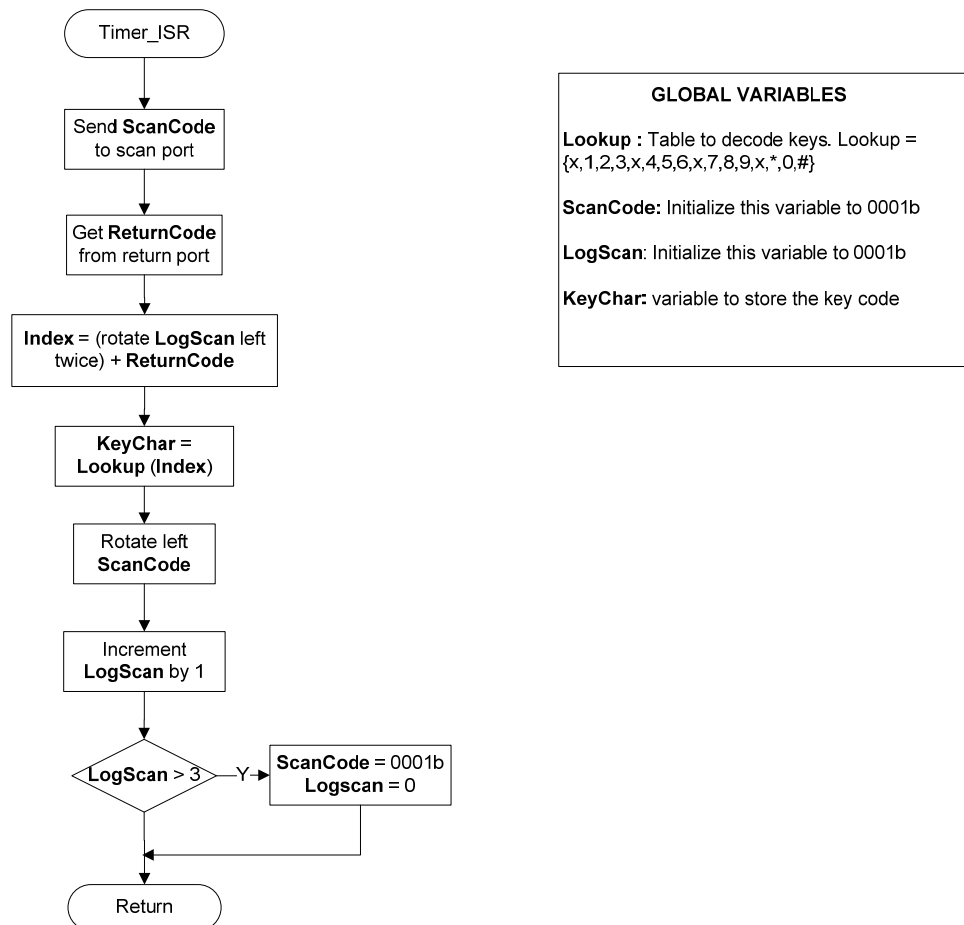 Timer_ISR
Send ScanCode
to scan port
Get ReturnCode
from return port
Index = (rotate LogScan left
twice) + ReturnCode
KeyChar =
Lookup (Index)
Rotate left
ScanCode
Increment
LogScan by 1
LogScan > 3
Y
ScanCode = 0001b
Logscan = 0
Return
GLOBAL VARIABLES
Lookup : Table to decode keys. Lookup =
{x,1,2,3,x,4,5,6,x,7,8,9,x,*,0,#}
ScanCode: Initialize this variable to 0001b
LogScan: Initialize this variable to 0001b
KeyChar: variable to store the key code